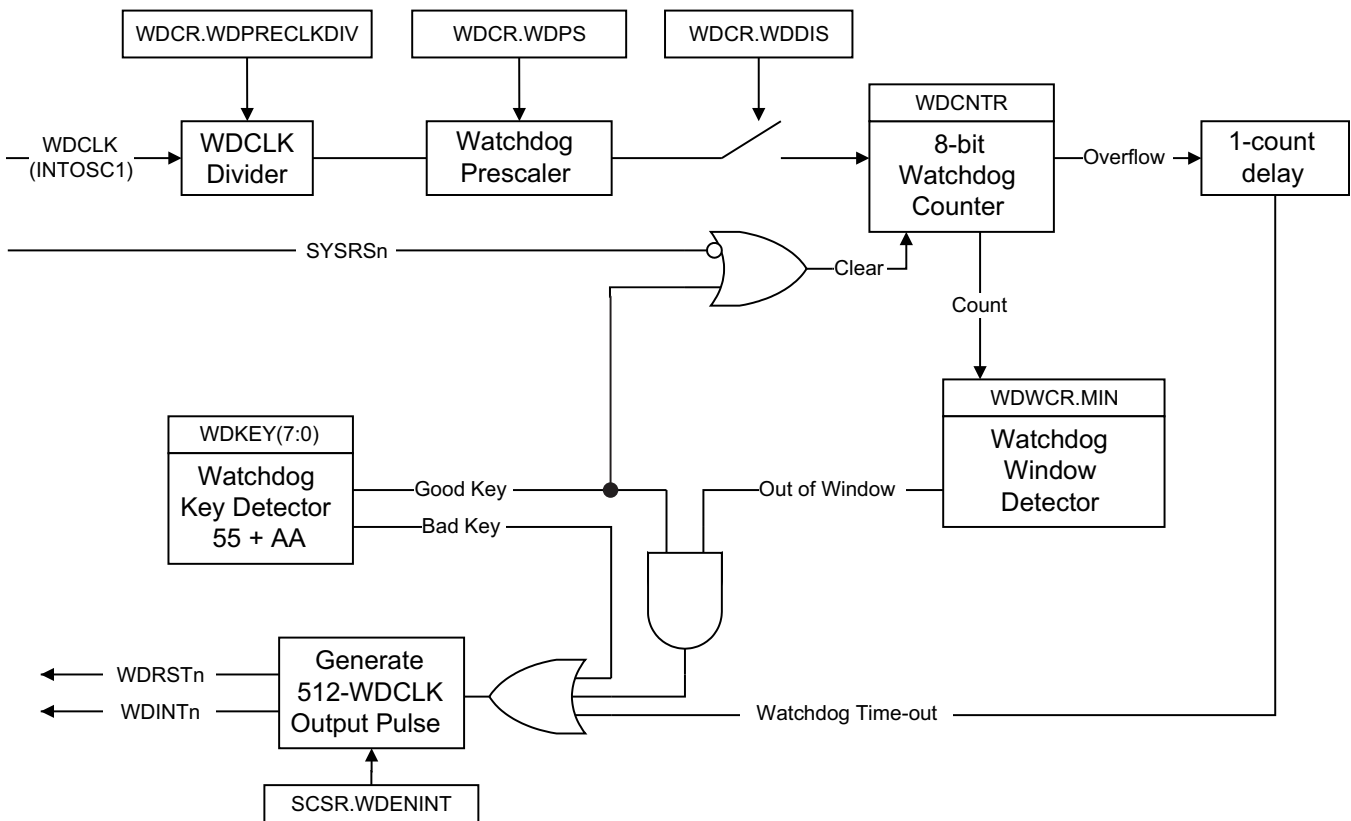 WDCR.WDPRECLKDIV
WDCR.WDPS
WDCR.WDDIS
WDCNTR
WDCLK
(INTOSC1)
WDCLK
Divider
Watchdog
Prescaler
8-bit
Watchdog
Counter
Overflow
1-count
delay
SYSRSn
Clear
Count
WDWCR.MIN
Watchdog
Window
Detector
WDKEY(7:0)
Watchdog
Key Detector
55 + AA
Good Key
Bad Key
Out of Window
WDRSTn
WDINTn
Generate
512-WDCLK
Output Pulse
Watchdog Time-out
SCSR.WDENINT